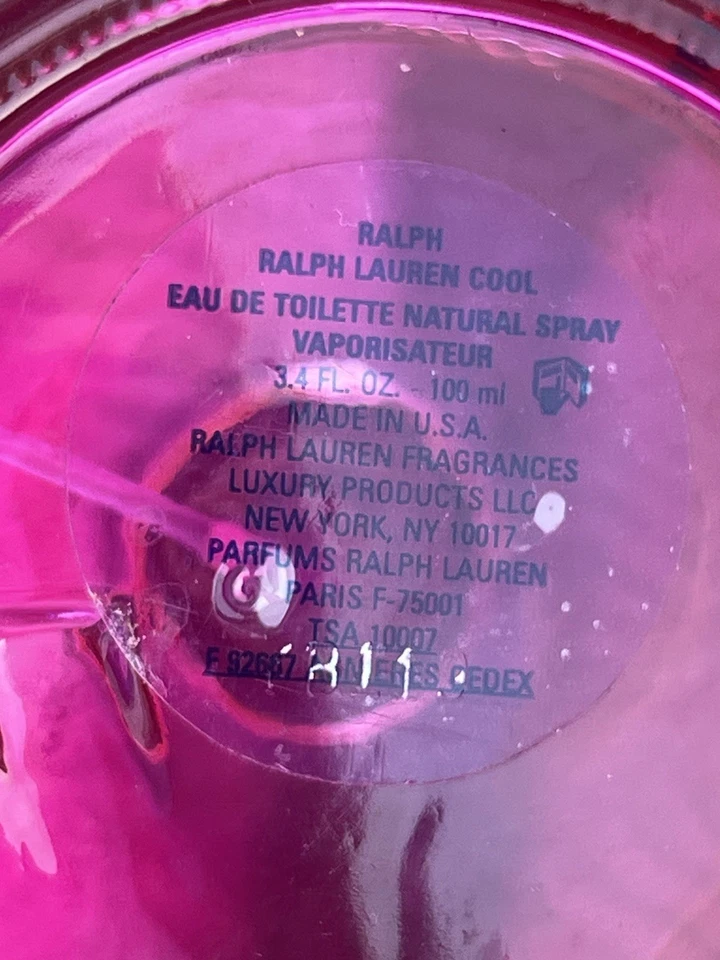 RALPH
RALPH LAUREN COOL
EAU DE TOILETTE NATURAL SPRAY
VAPORISATEUR
3.4 FL. OZ. - 100 ml
MADE IN U.S.A.
RALPH LAUREN FRAGRANCES
LUXURY PRODUCTS LLC
NEW YORK, NY 10017
PARFUMS RALPH LAUREN
PARIS F-75001
TSA 10007
F CEDEX